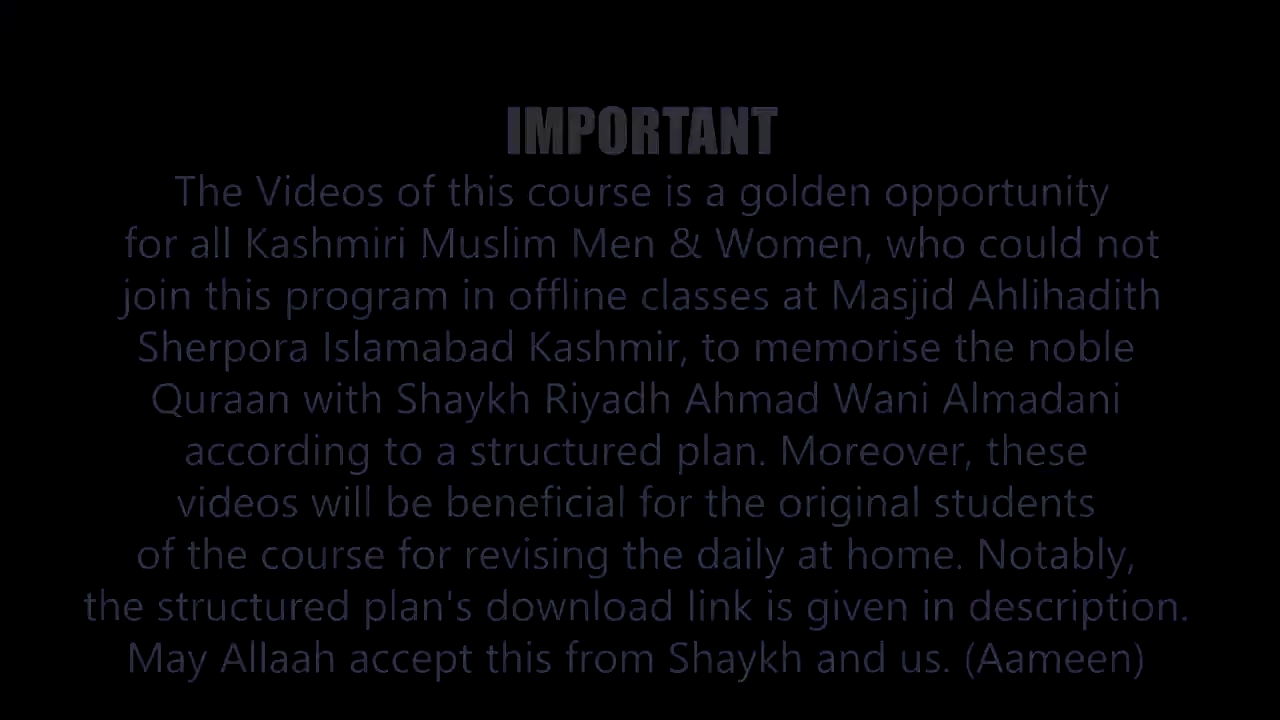 IMPORTANT
The Videos of this course is a golden opportunity
for all Kashmiri Muslim Men & Women, who could not
join this program in offline classes at Masjid Ahlihadith
Sherpora Islamabad Kashmir, to memorise the noble
Quraan with Shaykh Riyadh Ahmad Wani Almadani
according to a structured plan. Moreover, these
videos will be beneficial for the original students
of the course for revising the daily at home. Notably,
the structured plan's download link is given in description.
May Allaah accept this from Shaykh and us. (Aameen)